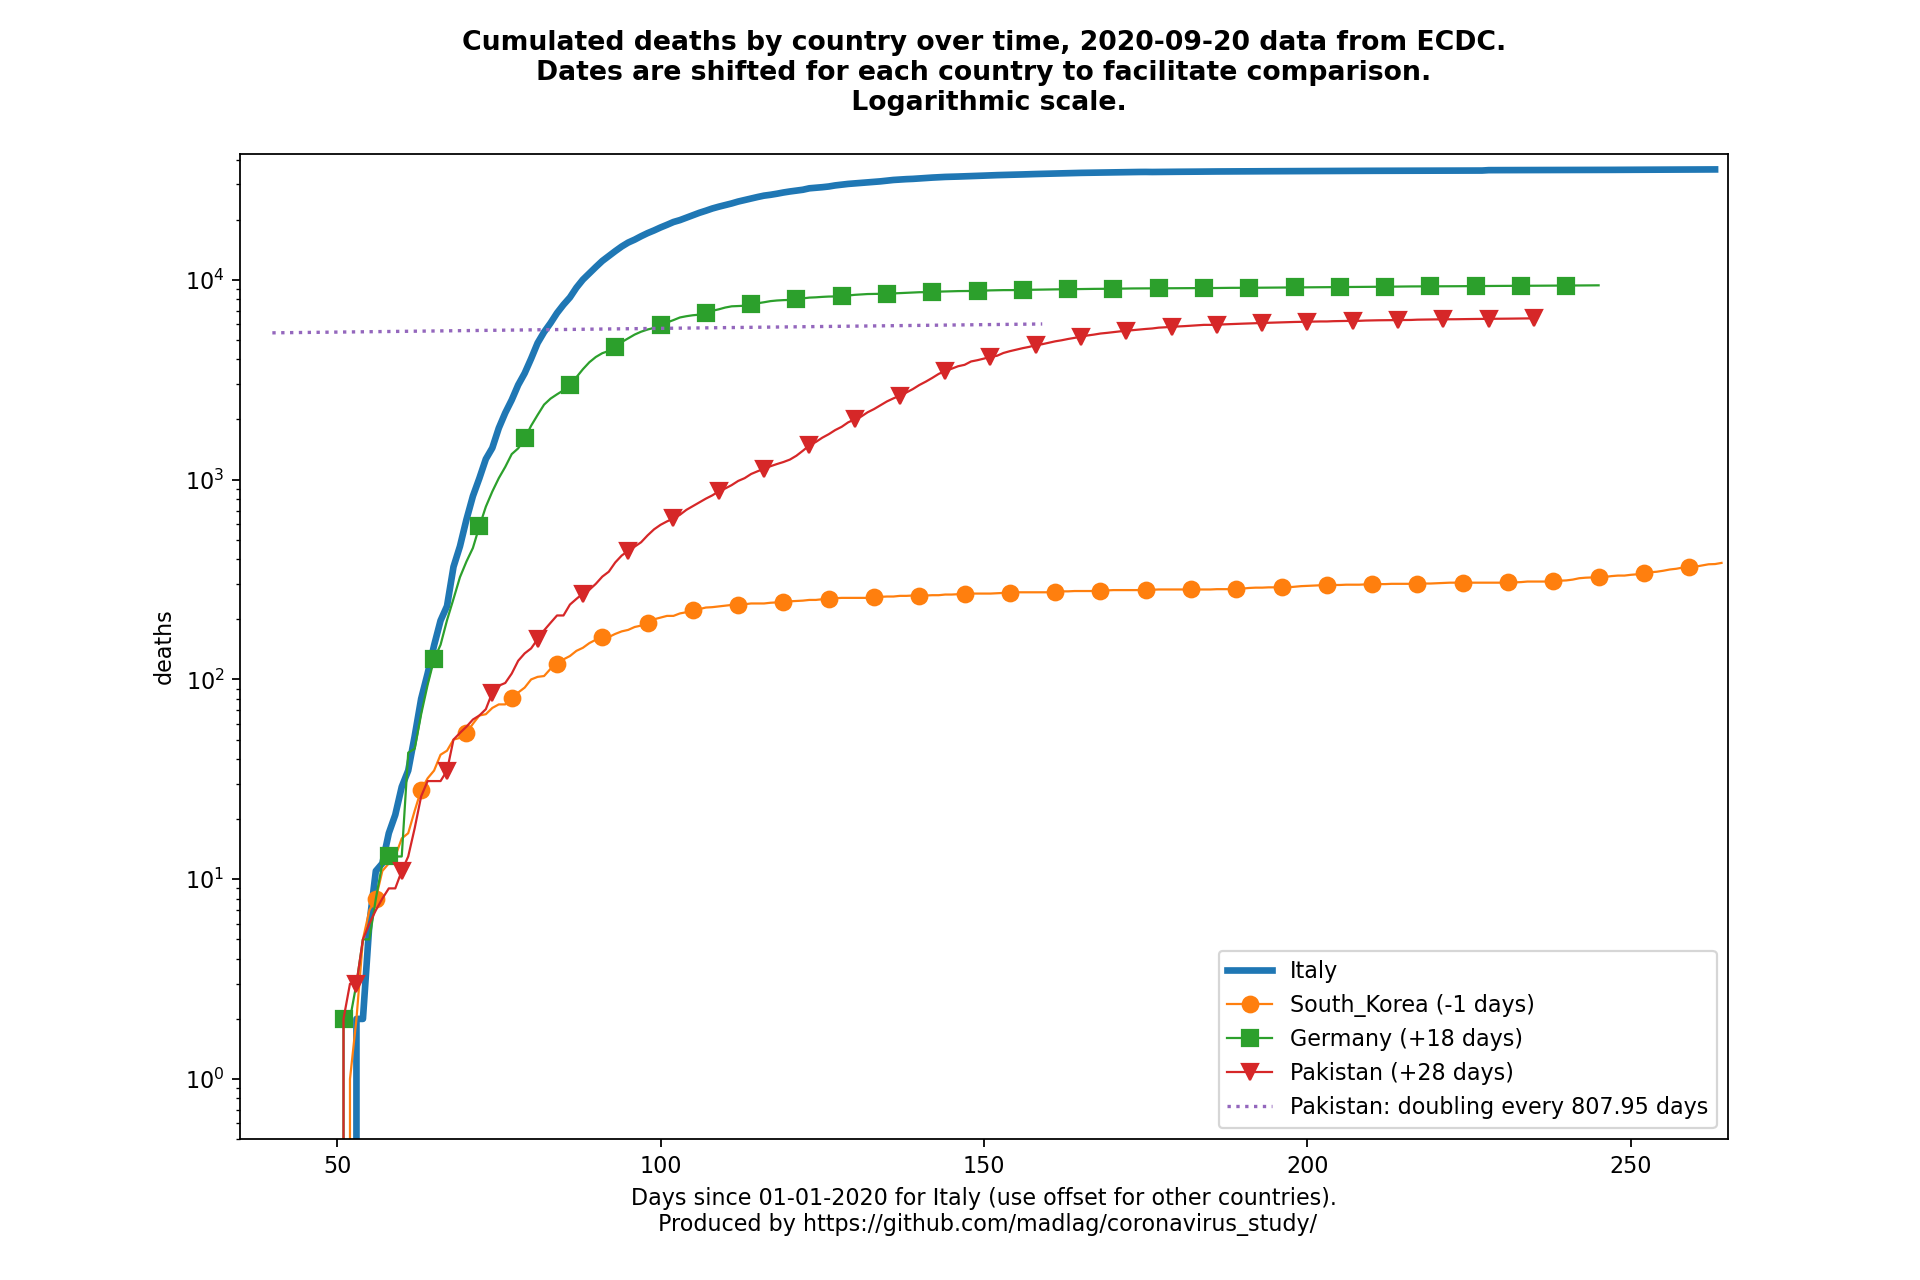 Cumulated deaths by country over time, 2020-09-20 data from ECDC.
Dates are shifted for each country to facilitate comparison.
Logarithmic scale.
10^4
10^3
10^2
10^1
10^0
deaths
Italy
South_Korea (-1 days)
Germany (+18 days)
Pakistan (+28 days)
Pakistan: doubling every 807.95 days
50 100 150 200 250
Days since 01-01-2020 for Italy (use offset for other countries).
Produced by https://github.com/madlag/coronavirus_study/